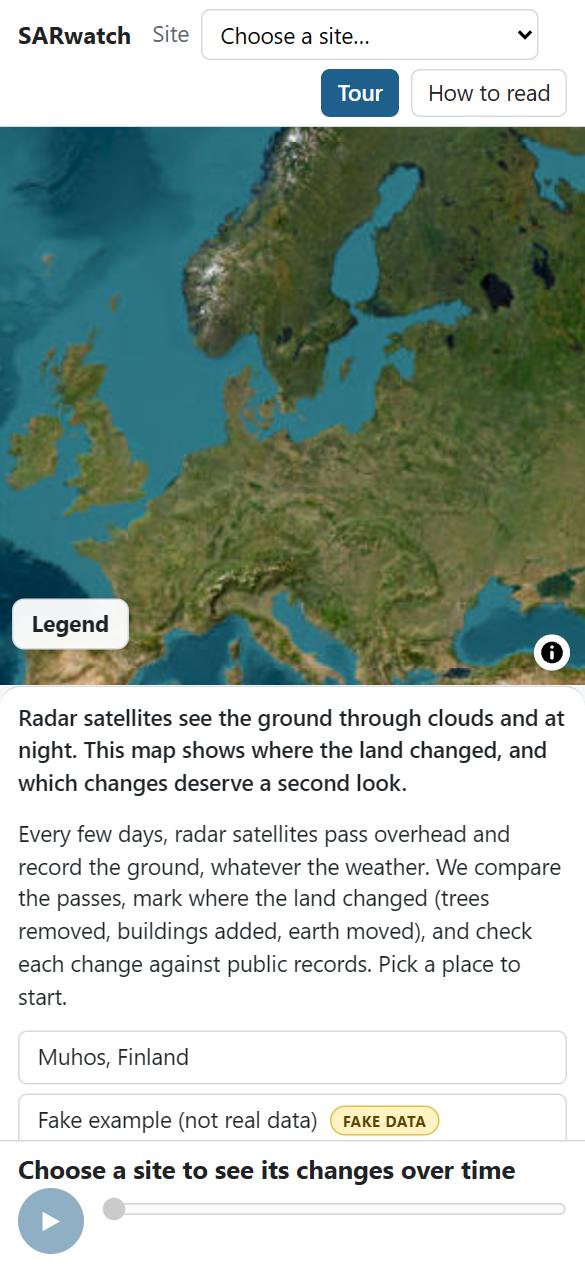 SARwatch Site Choose a site...
Tour How to read
Legend
Radar satellites see the ground through clouds and at
night. This map shows where the land changed, and
which changes deserve a second look.
Every few days, radar satellites pass overhead and
record the ground, whatever the weather. We compare
the passes, mark where the land changed (trees
removed, buildings added, earth moved), and check
each change against public records. Pick a place to
start.
Muhos, Finland
Fake example (not real data) FAKE DATA
Choose a site to see its changes over time